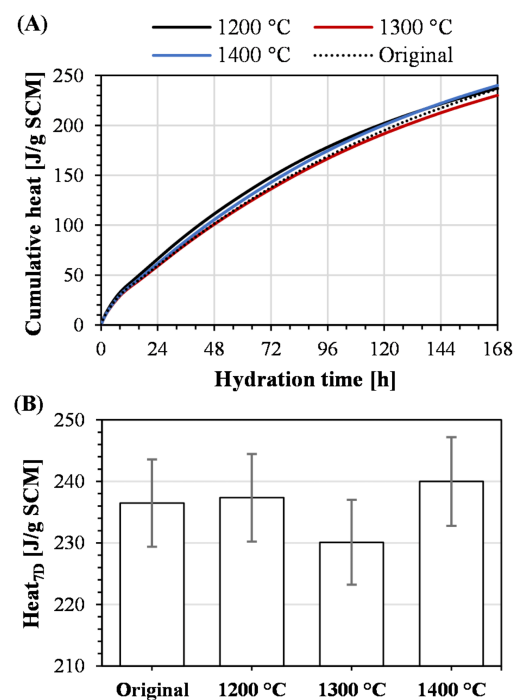 (A)
1200 °C
1300 °C
1400 °C
Original
Cumulative heat [J/g SCM]
250
200
150
100
50
0
0 24 48 72 96 120 144 168
Hydration time [h]
(B)
Heat7D [J/g SCM]
250
240
230
220
210
Original 1200 °C 1300 °C 1400 °C